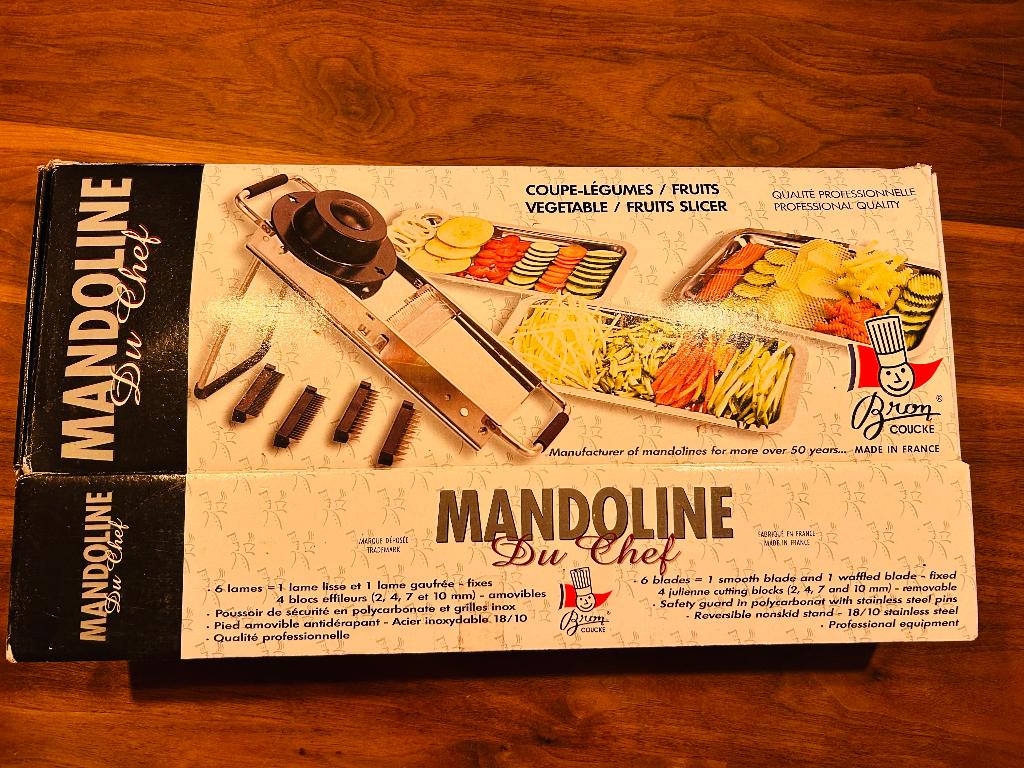 MANDOLINE
Du Chef
COUPE-LÉGUMES / FRUITS
VEGETABLE / FRUITS SLICER
QUALITÉ PROFESSIONNELLE
PROFESSIONAL QUALITY
Bron ®
COUCKE
Manufacturer of mandolines for more over 50 years... MADE IN FRANCE
MANDOLINE
Du Chef
MANDOLINE
Du Chef
MARQUE DÉPOSÉE
TRADEMARK
FABRIQUÉ EN FRANCE
MADE IN FRANCE
· 6 lames = 1 lame lisse et 1 lame gaufrée - fixes
4 blocs effileurs (2, 4, 7 et 10 mm) - amovibles
· Poussoir de sécurité en polycarbonate et grilles inox
· Pied amovible antidérapant - Acier inoxydable 18/10
· Qualité professionnelle
Bron
COUCKE
· 6 blades = 1 smooth blade and 1 waffled blade - fixed
4 julienne cutting blocks (2, 4, 7 and 10 mm) - removable
· Safety guard in polycarbonat with stainless steel pins
· Reversible nonskid stand - 18/10 stainless steel
· Professional equipment